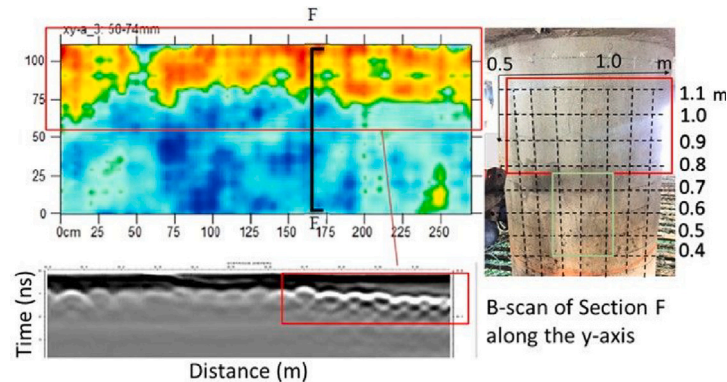 F
xy-a_3: 50-74mm
100
75
50
25
0
0cm 25 50 75 100 125 150 175 200 225 250
F
0.5 1.0 m
1.1 m
1.0
0.9
0.8
0.7
0.6
0.5
0.4
Time (ns)
Distance (m)
B-scan of Section F
along the y-axis